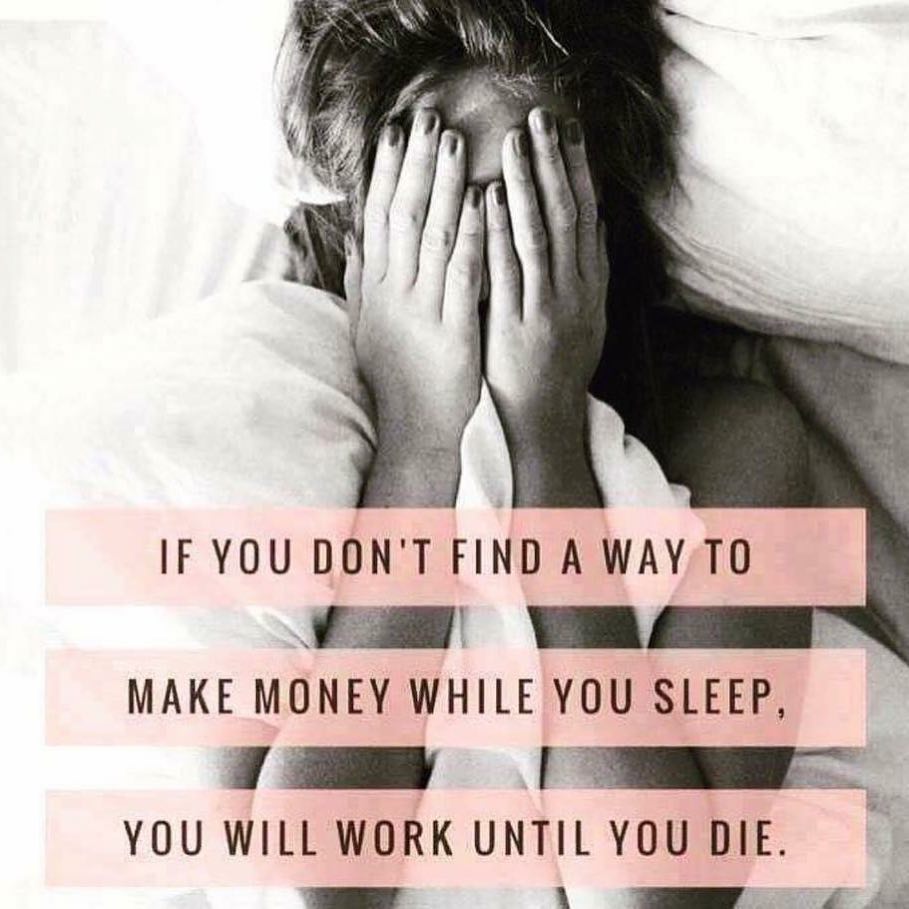 IF YOU DON'T FIND A WAY TO
MAKE MONEY WHILE YOU SLEEP,
YOU WILL WORK UNTIL YOU DIE.